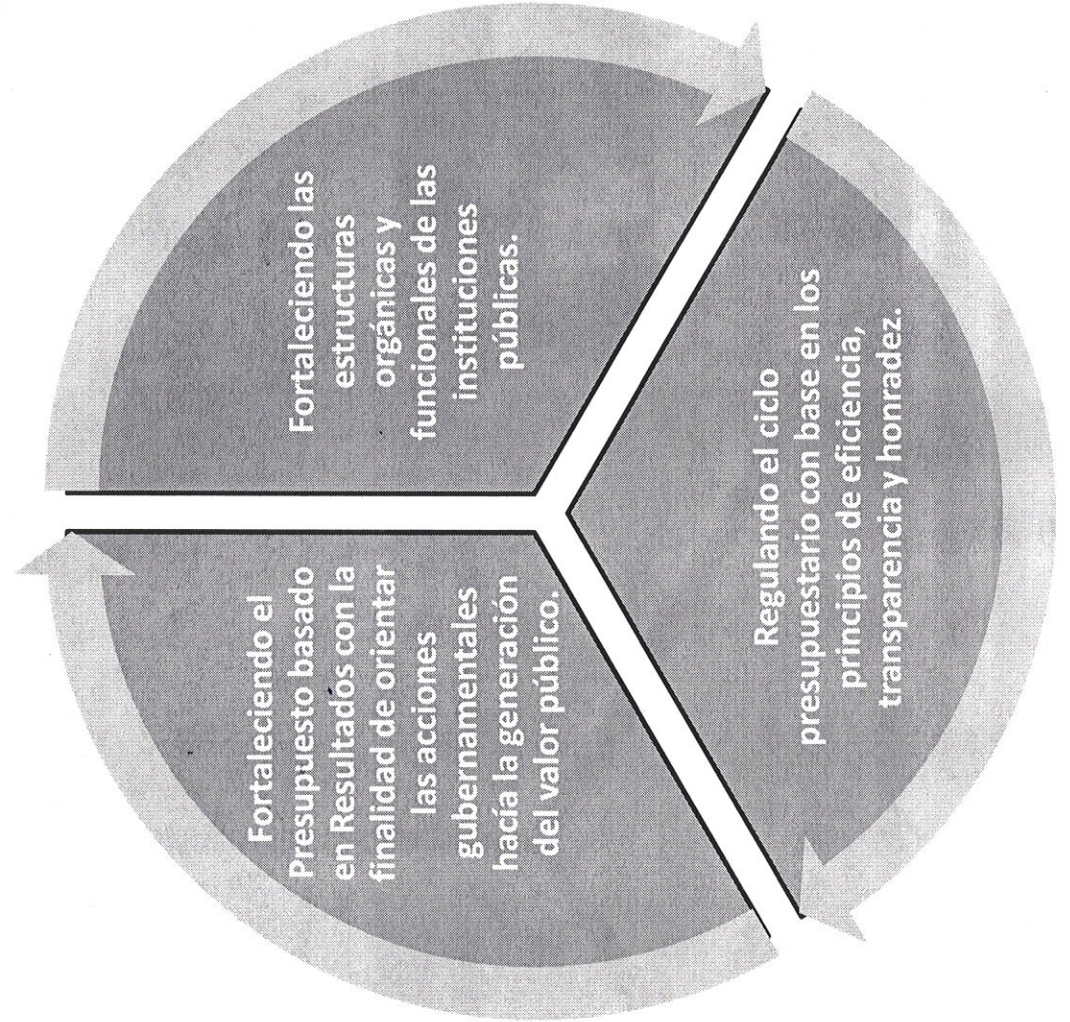 Fortaleciendo las
estructuras
orgánicas y
funcionales de las
instituciones
públicas.
Regulando el ciclo
presupuestario con base en los
principios de eficiencia,
transparencia y honradez.
Fortaleciendo el
Presupuesto basado
en Resultados con la
finalidad de orientar
las acciones
gubernamentales
hacía la generación
del valor público.